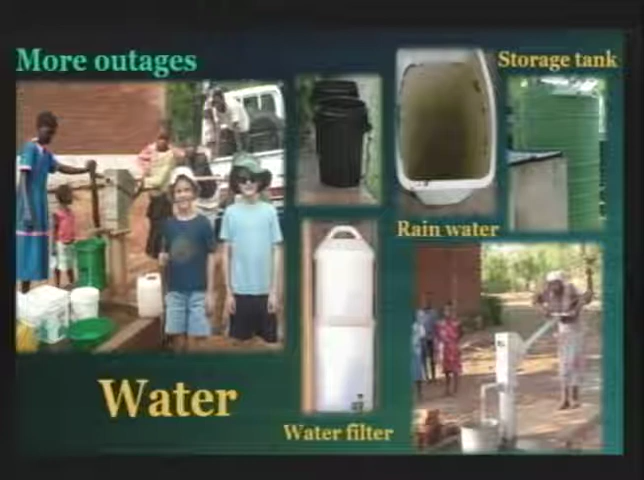 More outages
Storage tank
Rain water
Water
Water filter